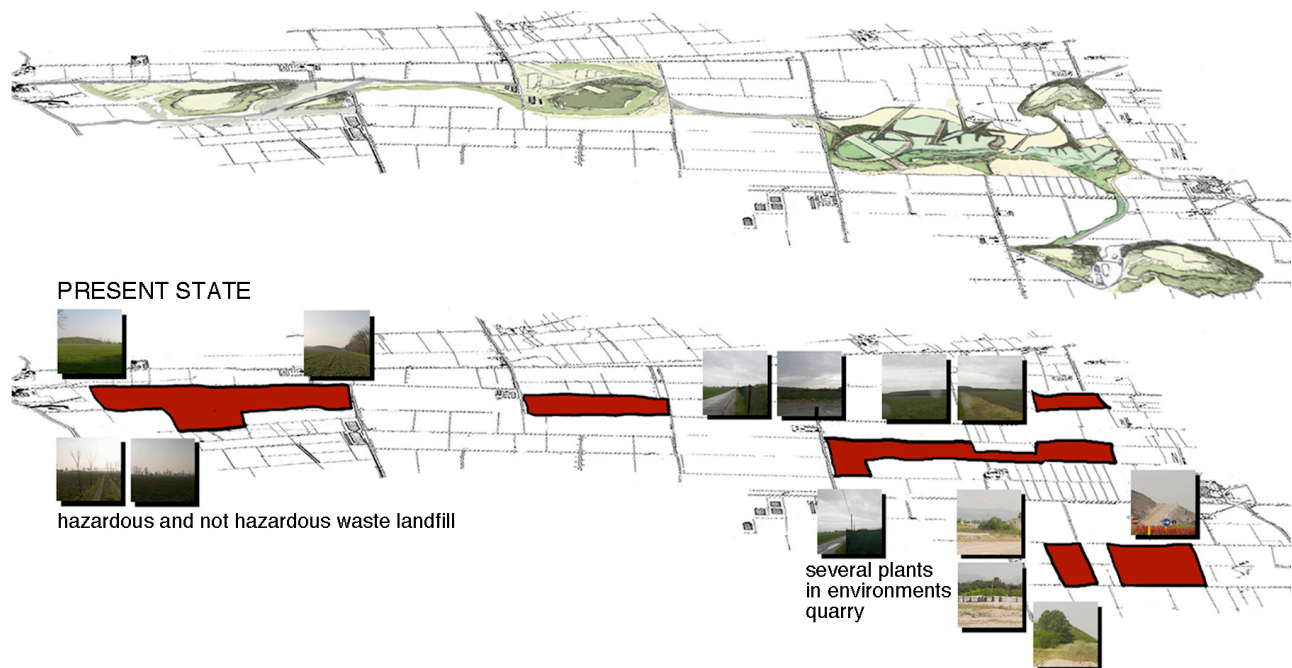 PRESENT STATE
hazardous and not hazardous waste landfill
several plants
in environments
quarry